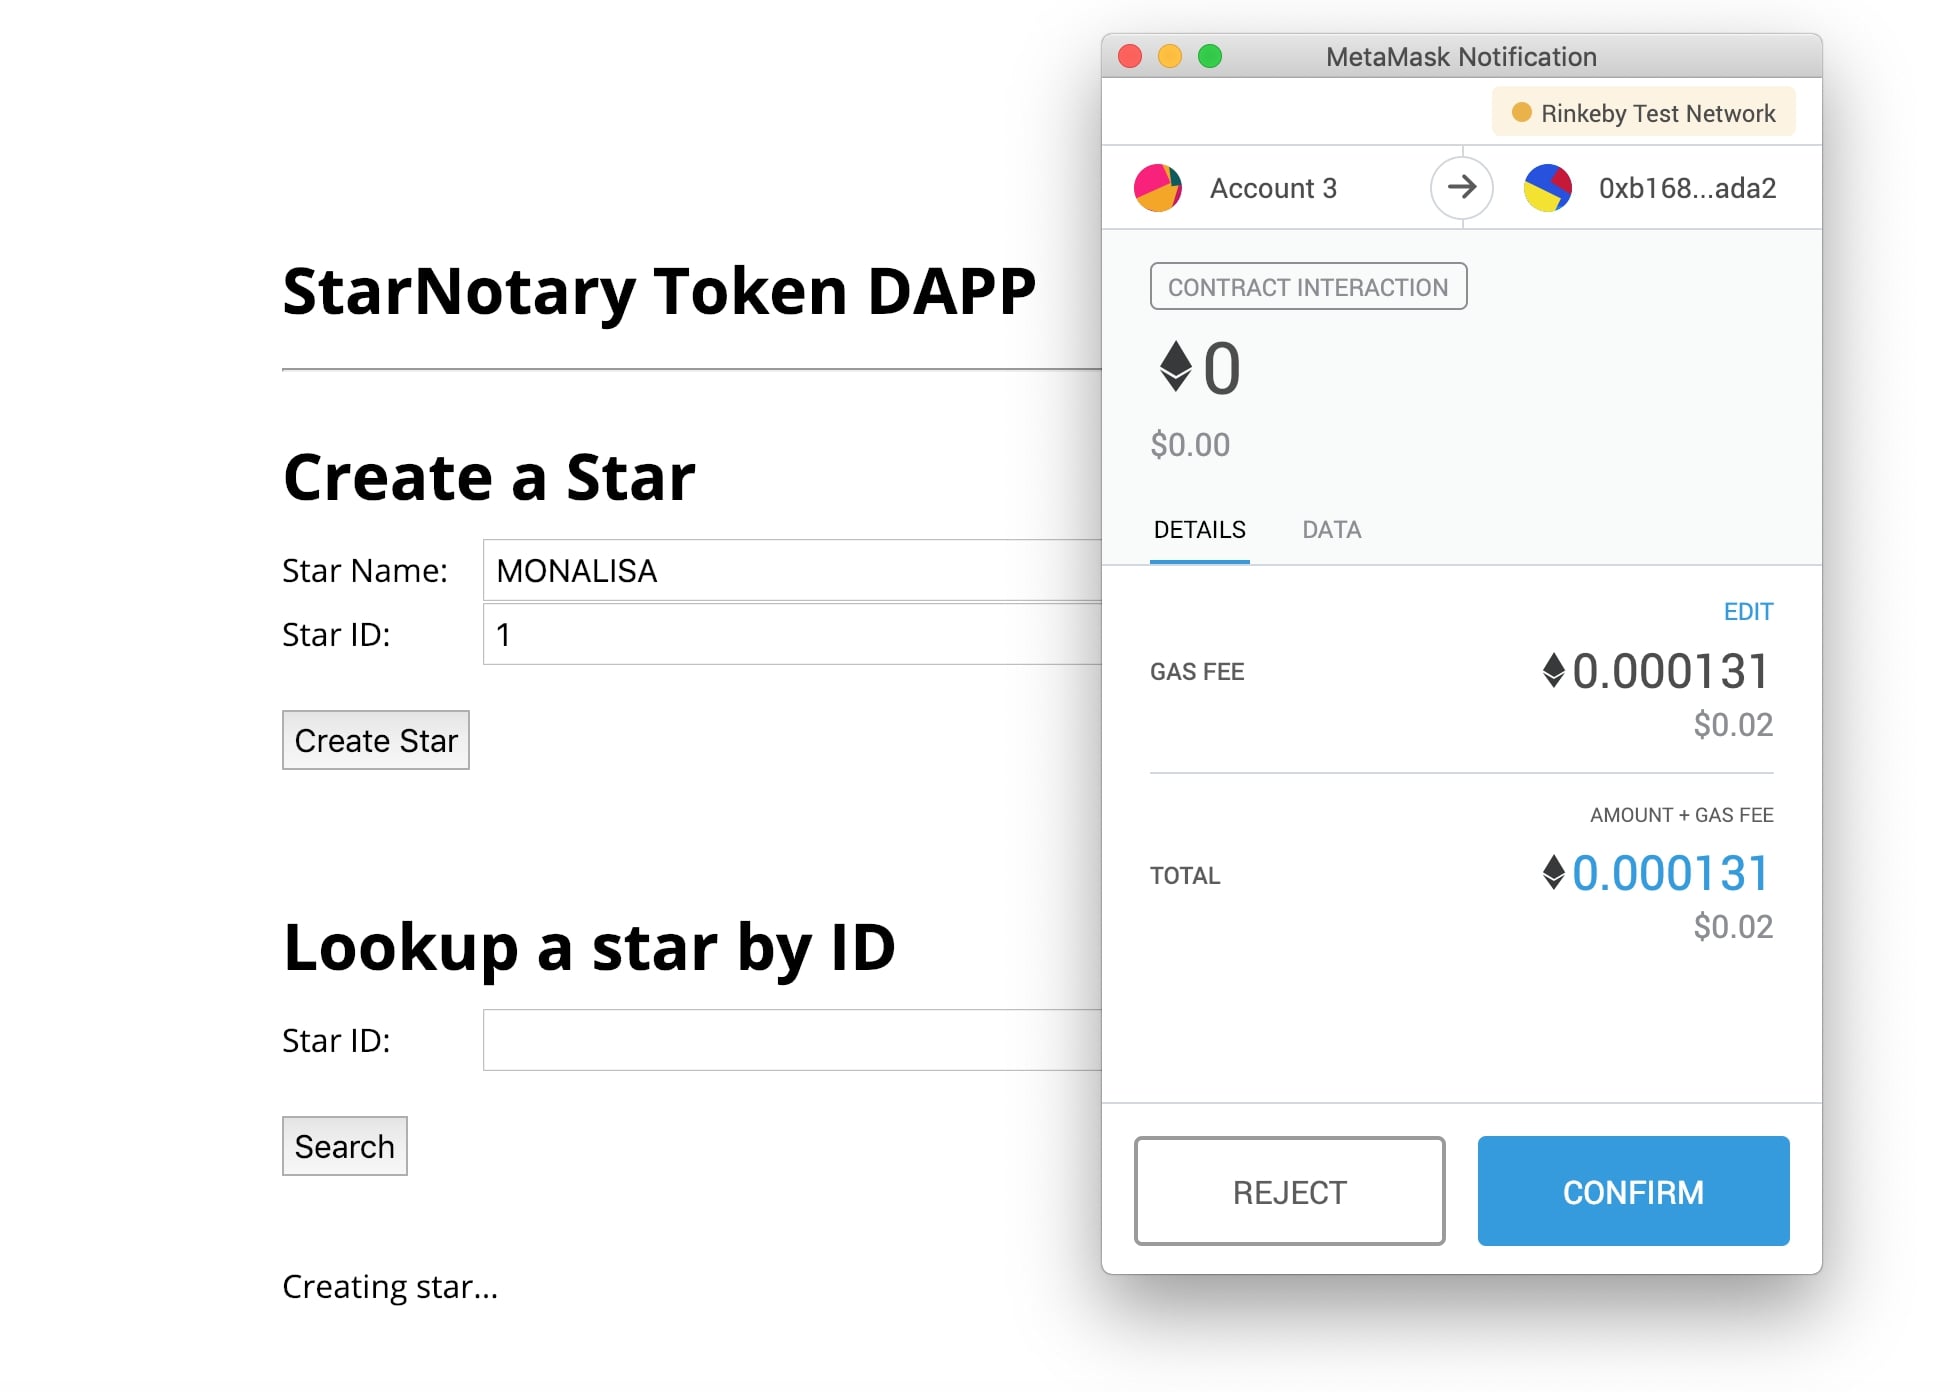 StarNotary Token DAPP
Create a Star
Star Name: MONALISA
Star ID: 1
Create Star
Lookup a star by ID
Star ID:
Search
Creating star...
MetaMask Notification
Rinkeby Test Network
Account 3
0xb168...ada2
CONTRACT INTERACTION
0
$0.00
DETAILS DATA
EDIT
GAS FEE 0.000131
$0.02
AMOUNT + GAS FEE
TOTAL 0.000131
$0.02
REJECT CONFIRM